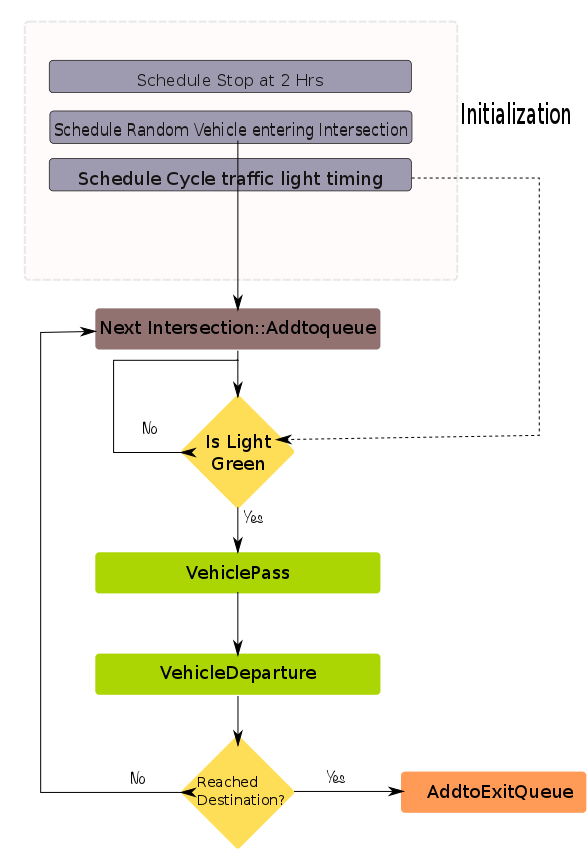 Schedule Stop at 2 Hrs
Initialization
Schedule Random Vehicle entering Intersection
Schedule Cycle traffic light timing
Next Intersection::Addtoqueue
No
Is Light
Green
Yes
VehiclePass
VehicleDeparture
No
Reached
Destination?
Yes
AddtoExitQueue